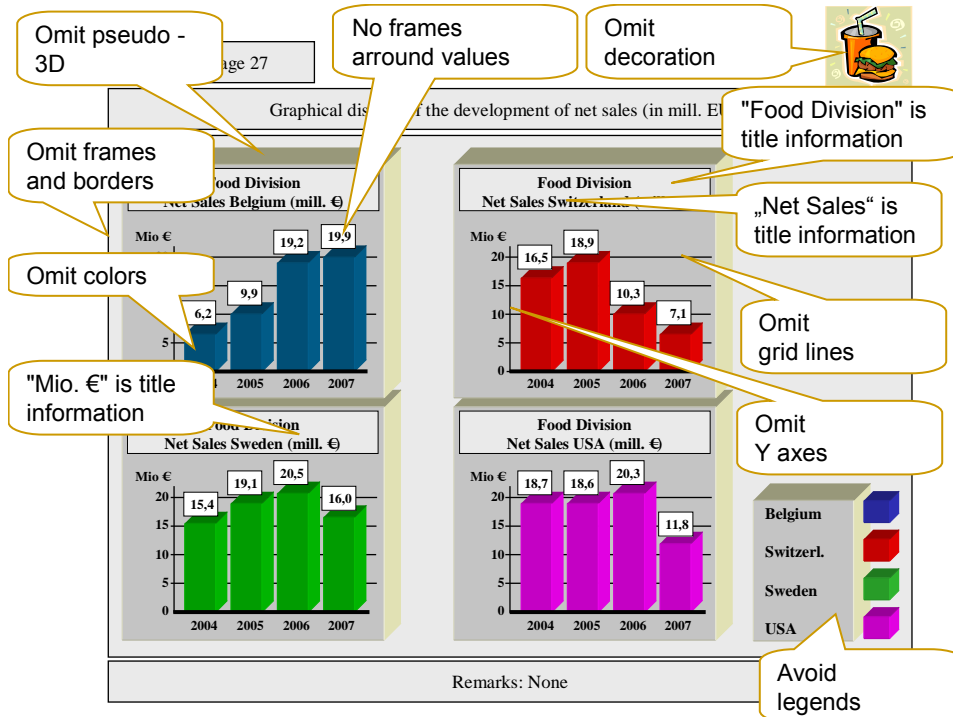 Omit pseudo -
3D
No frames
arround values
Omit
decoration
age 27
Graphical dis f the development of net sales (in mill. EU
"Food Division" is
title information
Omit frames
and borders
Food Division
Net Sales Belgium (mill. €)
Food Division
Net Sales Switzerland
„Net Sales“ is
title information
Mio €
5
6,2
9,9
19,2
19,9
2005
2006
2007
Omit colors
Mio €
20
15
10
5
0
16,5
18,9
10,3
7,1
2004
2005
2006
2007
Omit
grid lines
"Mio. €" is title
information
Omit
Y axes
Food Division
Net Sales Sweden (mill. €)
Food Division
Net Sales USA (mill. €)
Mio €
20
15
10
5
0
15,4
19,1
20,5
16,0
2004
2005
2006
2007
Mio €
20
15
10
5
0
18,7
18,6
20,3
11,8
2004
2005
2006
2007
Belgium
Switzerl.
Sweden
USA
Avoid
legends
Remarks: None